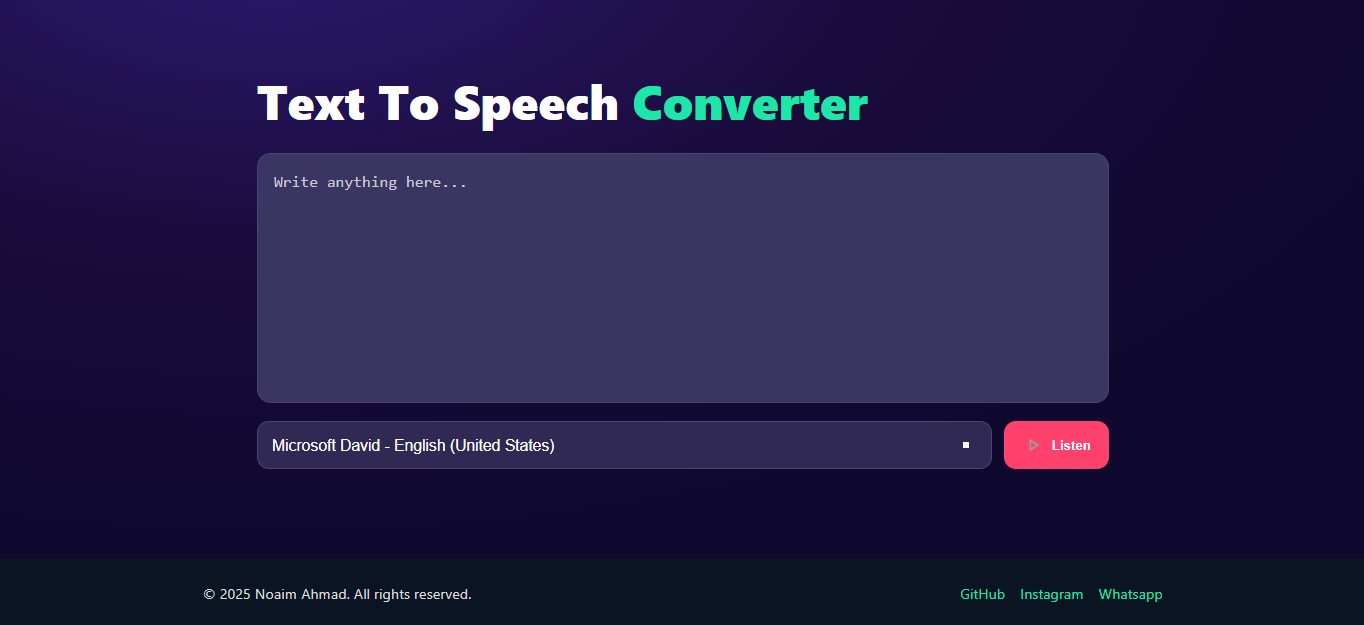 Text To Speech Converter
Write anything here...
Microsoft David - English (United States)
Listen
© 2025 Noaim Ahmad. All rights reserved.
GitHub Instagram Whatsapp